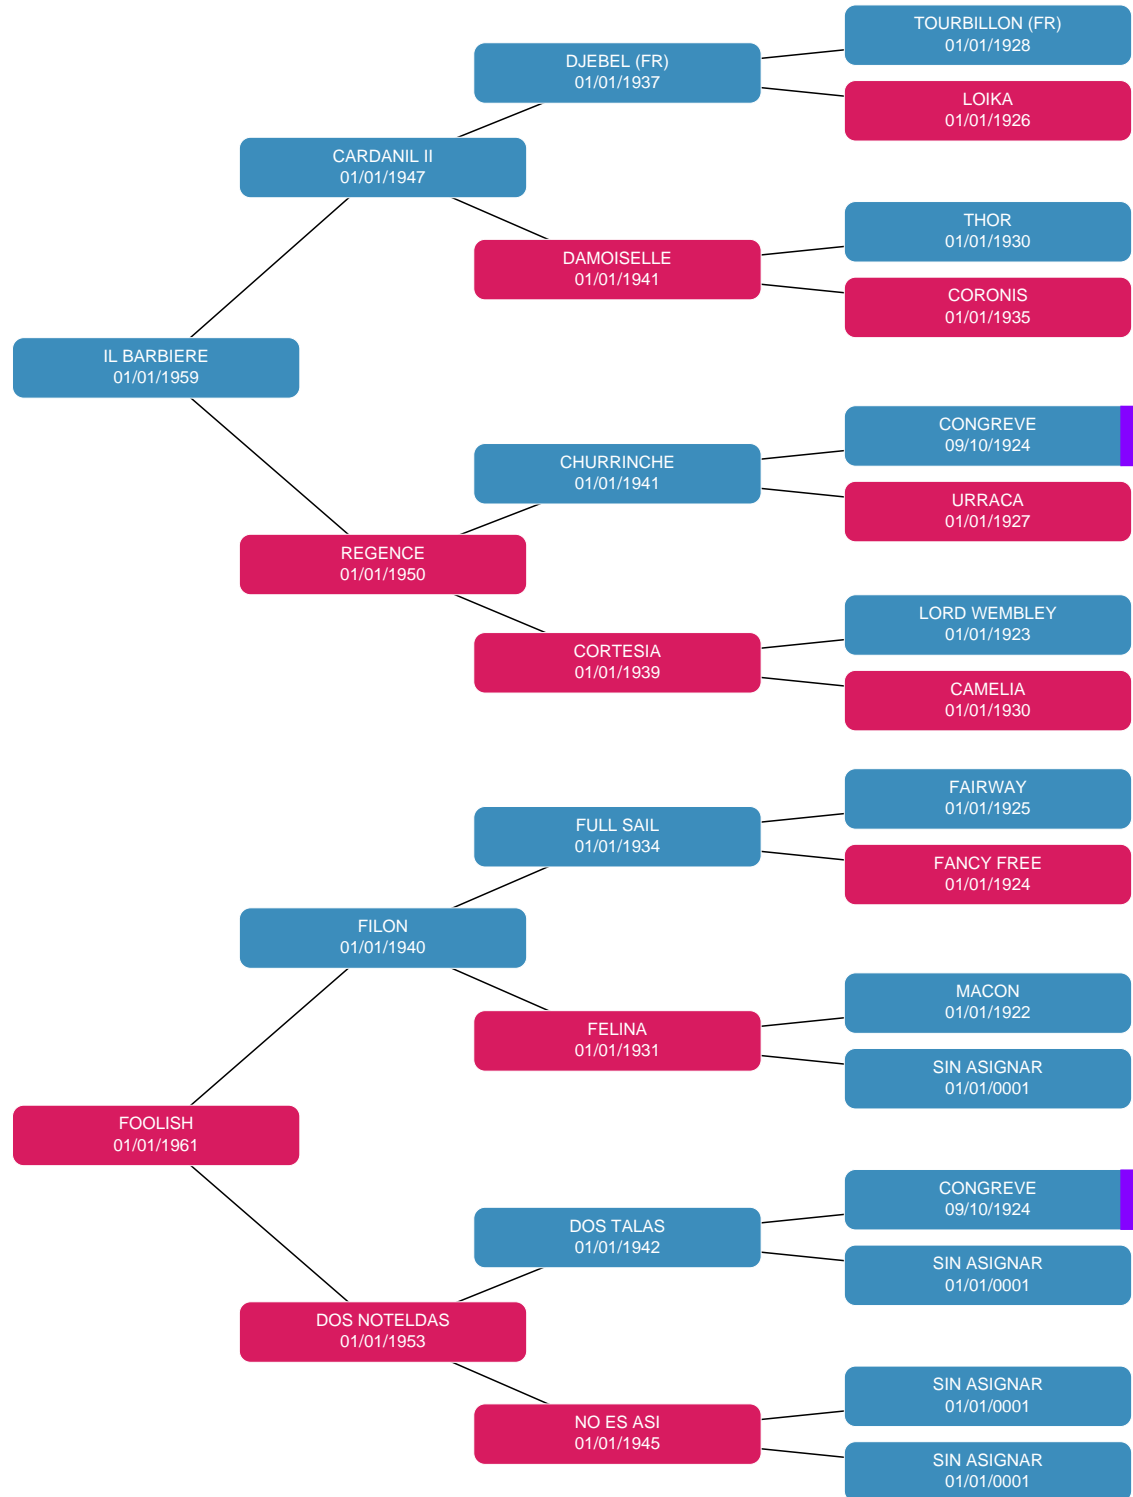 TOURBILLON (FR)
01/01/1928
DJEBEL (FR)
01/01/1937
LOIKA
01/01/1926
CARDANIL II
01/01/1947
THOR
01/01/1930
DAMOISELLE
01/01/1941
CORONIS
01/01/1935
IL BARBIERE
01/01/1959
CONGREVE
09/10/1924
CHURRINCHE
01/01/1941
URRACA
01/01/1927
REGENCE
01/01/1950
LORD WEMBLEY
01/01/1923
CORTESIA
01/01/1939
CAMELIA
01/01/1930
FAIRWAY
01/01/1925
FULL SAIL
01/01/1934
FANCY FREE
01/01/1924
FILON
01/01/1940
MACON
01/01/1922
FELINA
01/01/1931
SIN ASIGNAR
01/01/0001
FOOLISH
01/01/1961
CONGREVE
09/10/1924
DOS TALAS
01/01/1942
SIN ASIGNAR
01/01/0001
DOS NOTELDAS
01/01/1953
SIN ASIGNAR
01/01/0001
NO ES ASI
01/01/1945
SIN ASIGNAR
01/01/0001